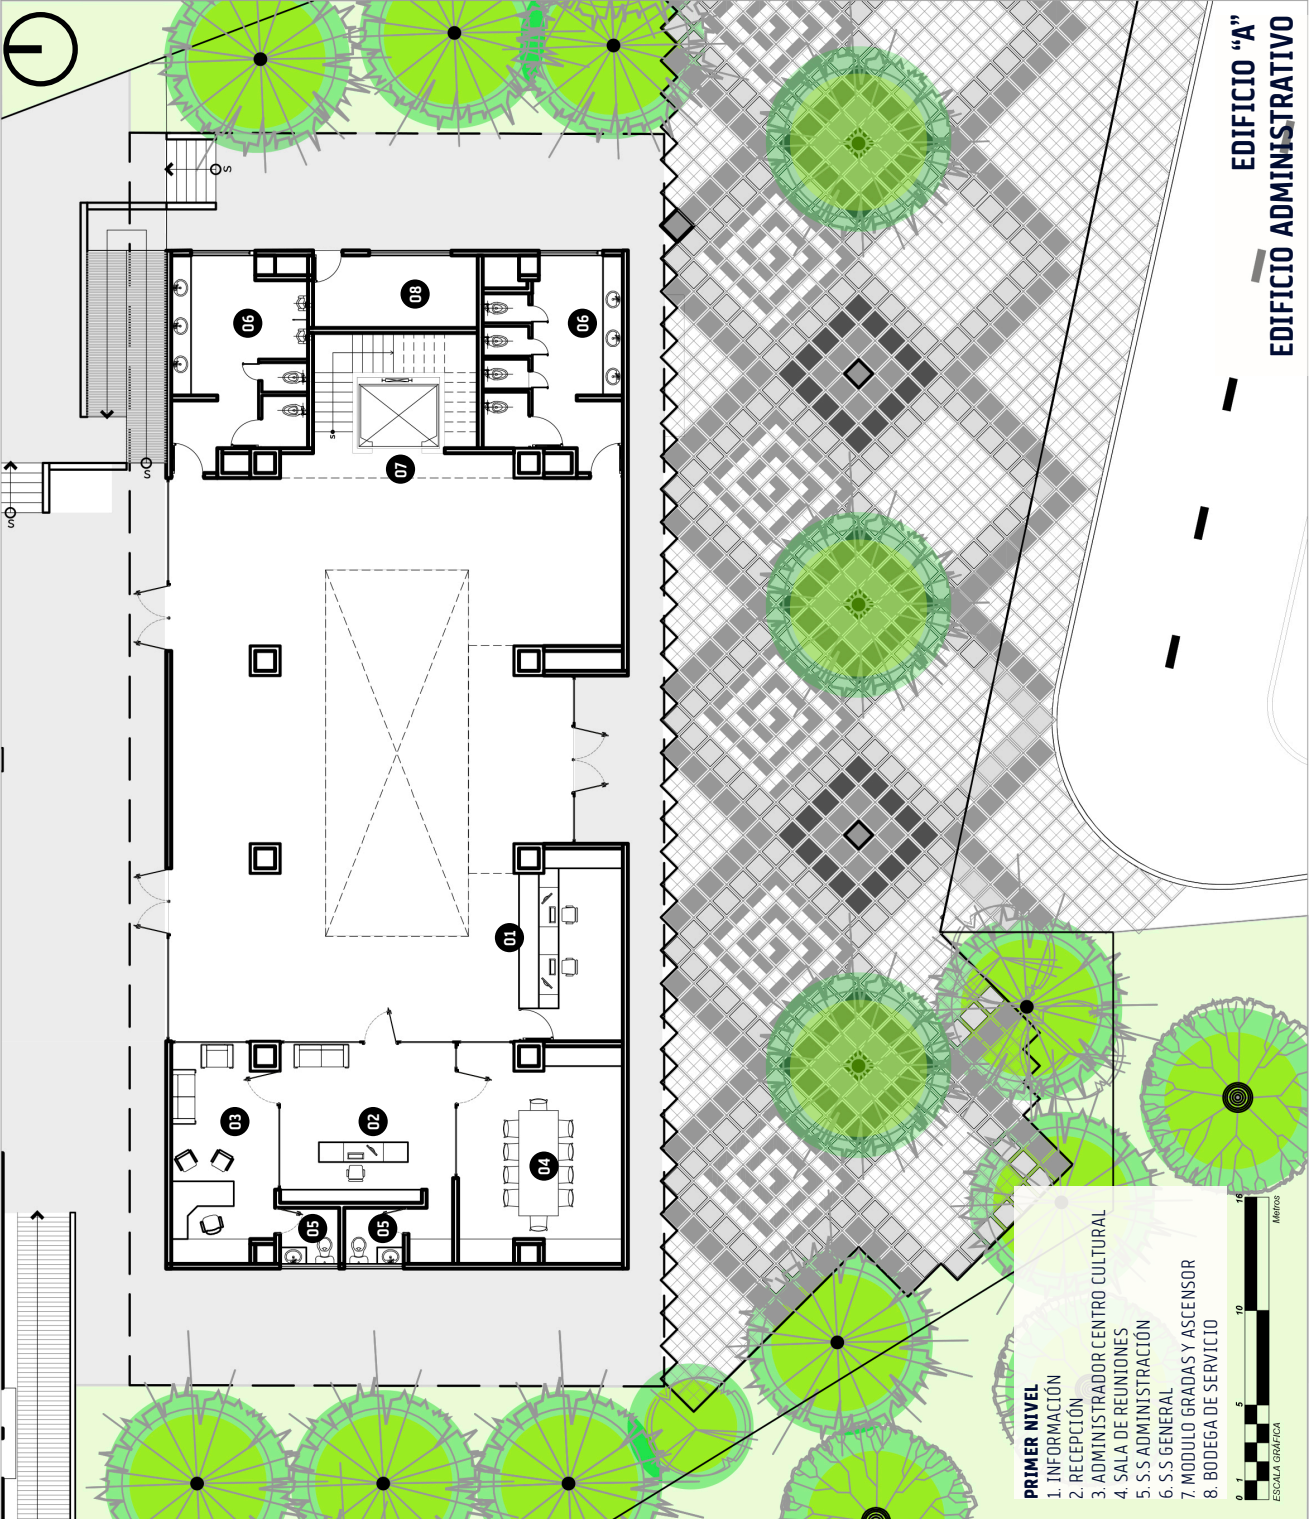 EDIFICIO "A"
EDIFICIO ADMINISTRATIVO
S
S
S
S
06
08
06
07
01
03
02
04
05
05
PRIMER NIVEL
1. INFORMACIÓN
2. RECEPCIÓN
3. ADMINISTRADOR CENTRO CULTURAL
4. SALA DE REUNIONES
5. S.S ADMINISTRACIÓN
6. S.S GENERAL
7. MODULO GRADAS Y ASCENSOR
8. BODEGA DE SERVICIO
0 1 5 10 16
ESCALA GRÁFICA Metros